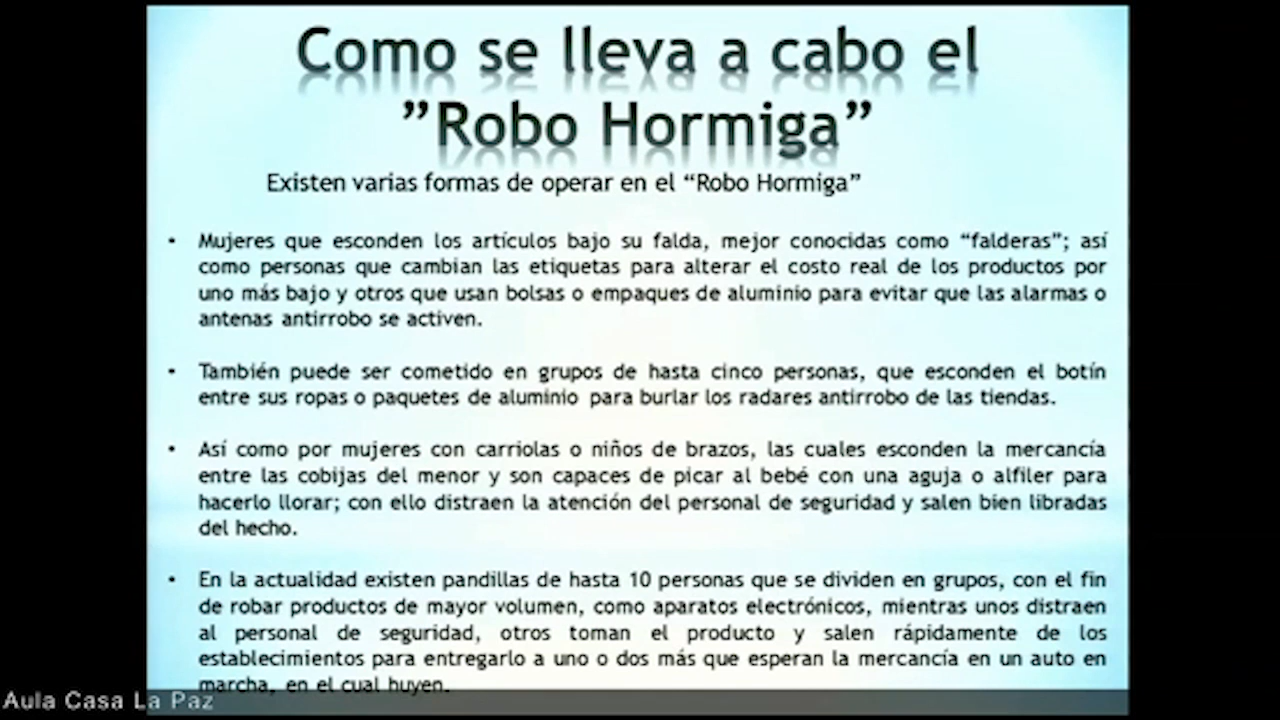 Como se lleva a cabo el
”Robo Hormiga”
Existen varias formas de operar en el “Robo Hormiga”
• Mujeres que esconden los artículos bajo su falda, mejor conocidas como “falderas”; así
como personas que cambian las etiquetas para alterar el costo real de los productos por
uno más bajo y otros que usan bolsas o empaques de aluminio para evitar que las alarmas o
antenas antirrobo se activen.
• También puede ser cometido en grupos de hasta cinco personas, que esconden el botín
entre sus ropas o paquetes de aluminio para burlar los radares antirrobo de las tiendas.
• Así como por mujeres con carriolas o niños de brazos, las cuales esconden la mercancía
entre las cobijas del menor y son capaces de picar al bebé con una aguja o alfiler para
hacerlo llorar; con ello distraen la atención del personal de seguridad y salen bien libradas
del hecho.
• En la actualidad existen pandillas de hasta 10 personas que se dividen en grupos, con el fin
de robar productos de mayor volumen, como aparatos electrónicos, mientras unos distraen
al personal de seguridad, otros toman el producto y salen rápidamente de los
establecimientos para entregarlo a uno o dos más que esperan la mercancía en un auto en
marcha, en el cual huyen.
Aula Casa La Paz